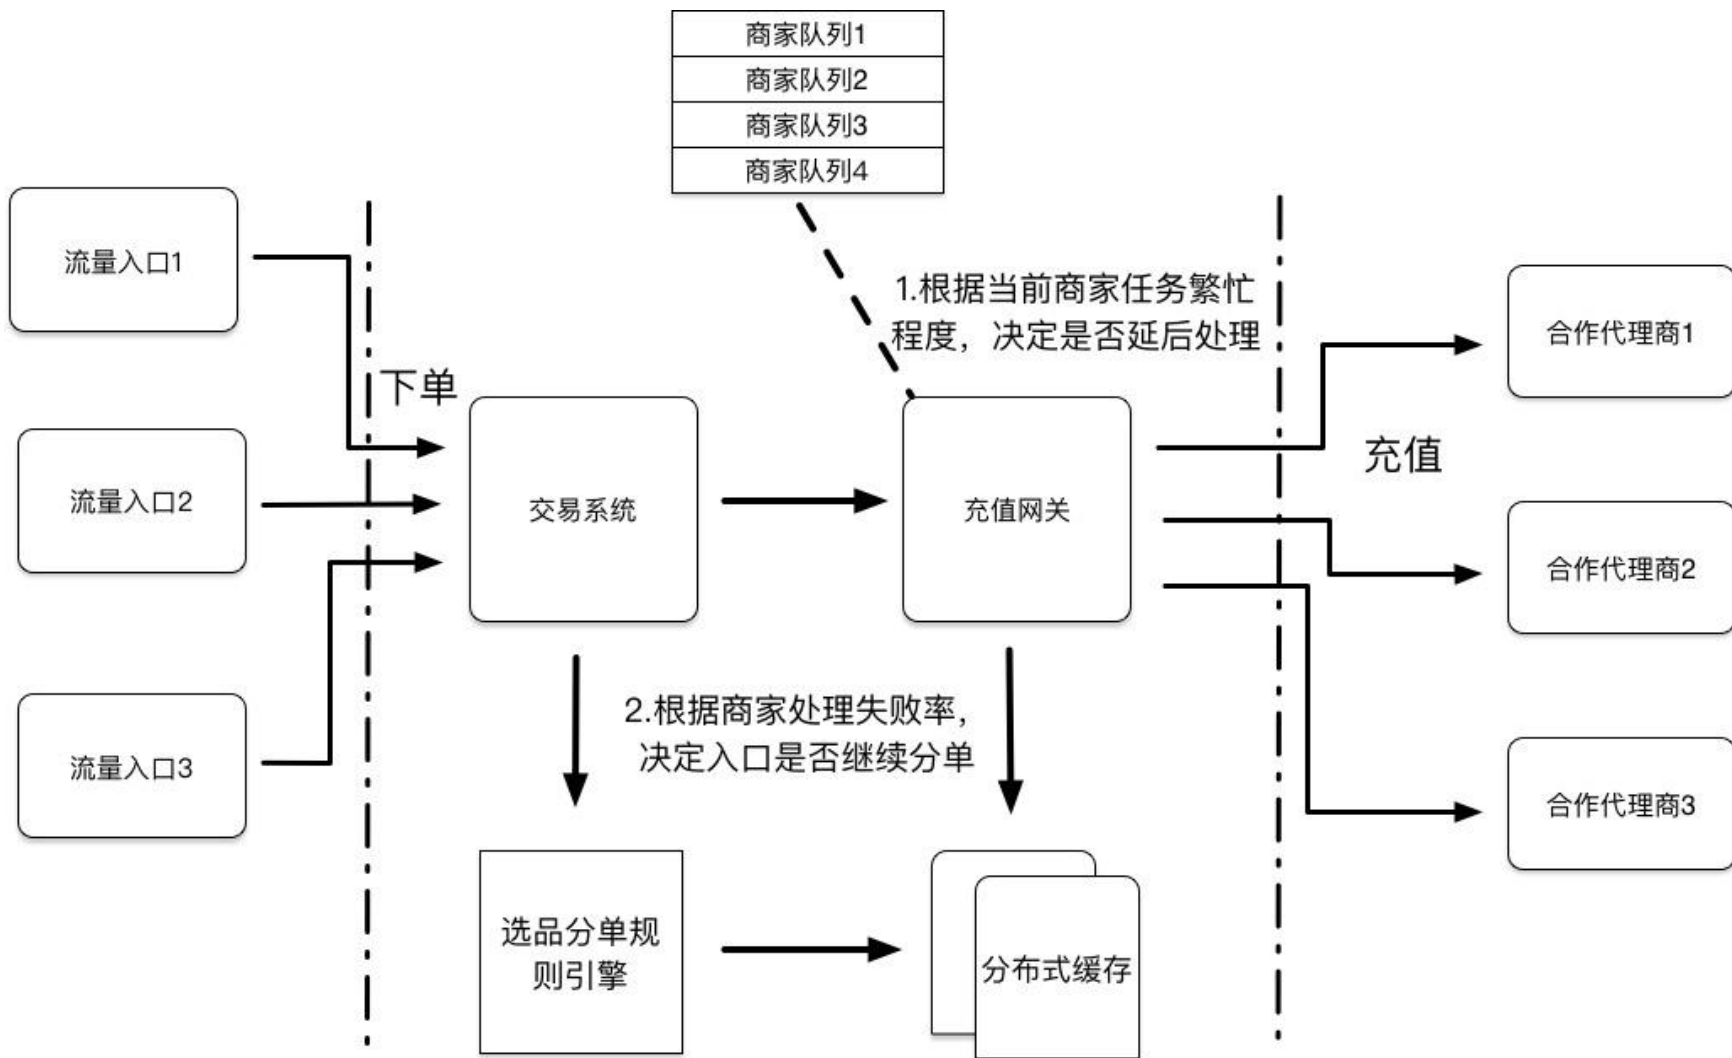 商家队列1
商家队列2
商家队列3
商家队列4
流量入口1
1.根据当前商家任务繁忙
程度，决定是否延后处理
合作代理商1
下单
充值
流量入口2
交易系统
充值网关
合作代理商2
2.根据商家处理失败率，
决定入口是否继续分单
流量入口3
合作代理商3
选品分单规
则引擎
分布式缓存